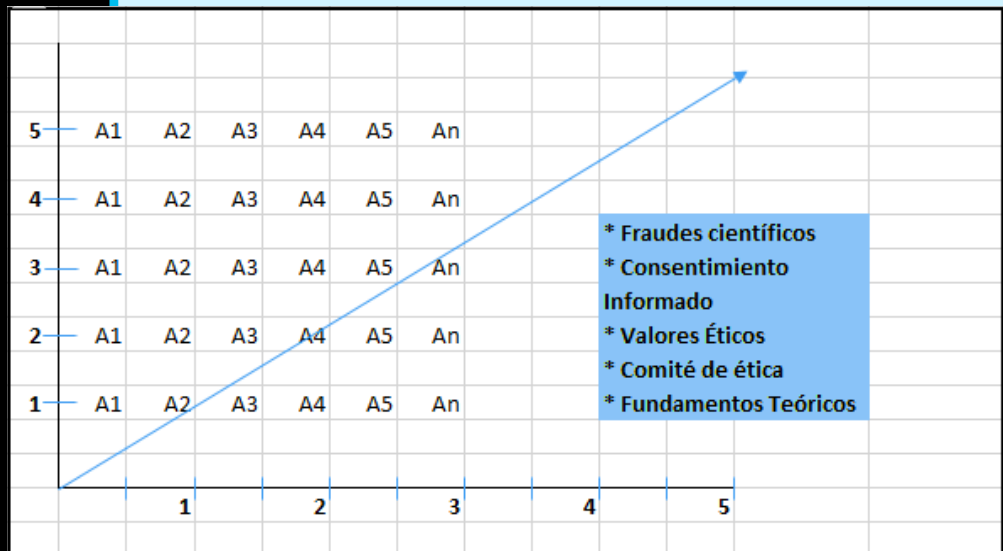 5 A1 A2 A3 A4 A5 An
4 A1 A2 A3 A4 A5 An
* Fraudes científicos
3 A1 A2 A3 A4 A5 An
* Consentimiento
Informado
2 A1 A2 A3 A4 A5 An
* Valores Éticos
* Comité de ética
1 A1 A2 A3 A4 A5 An
* Fundamentos Teóricos
1 2 3 4 5